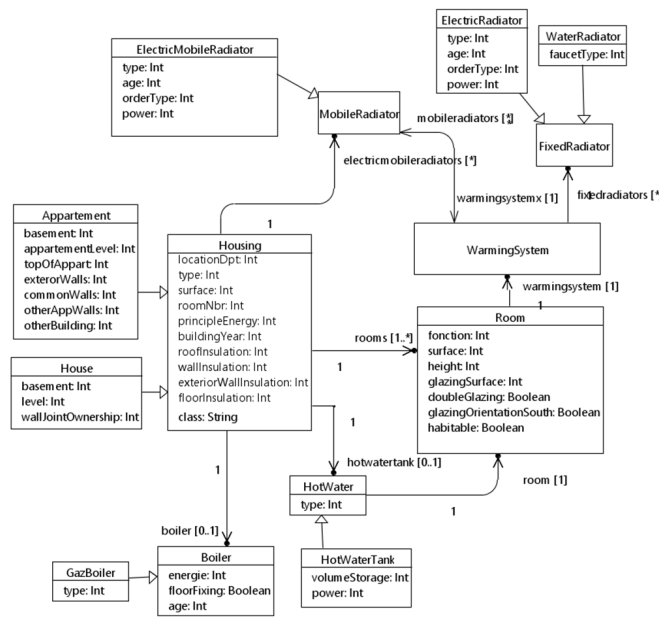 ElectricMobileRadiator
type: Int
age: Int
orderType: Int
power: Int
ElectricRadiator
type: Int
age: Int
orderType: Int
power: Int
WaterRadiator
faucetType: Int
MobileRadiator
mobileradiators [*]
FixedRadiator
electricmobileradiators [*]
warmingsystemx [1]
1
fixedradiators [*
1
Appartement
basement: Int
appartementLevel: Int
topOfAppart: Int
exterorWalls: Int
commonWalls: Int
otherAppWalls: Int
otherBuilding: Int
Housing
locationDpt: Int
type: Int
surface: Int
roomNbr: Int
principleEnergy: Int
buildingYear: Int
roofInsulation: Int
wallInsulation: Int
exteriorWallInsulation: Int
floorInsulation: Int
class: String
WarmingSystem
warmingsystem [1]
1
House
basement: Int
level: Int
wallJointOwnership: Int
rooms [1..*]
1
Room
fonction: Int
surface: Int
height: Int
glazingSurface: Int
doubleGlazing: Boolean
glazingOrientationSouth: Boolean
habitable: Boolean
1
1
hotwatertank [0..1]
HotWater
type: Int
room [1]
1
boiler [0..1]
GazBoiler
type: Int
Boiler
energie: Int
floorFixing: Boolean
age: Int
HotWaterTank
volumeStorage: Int
power: Int